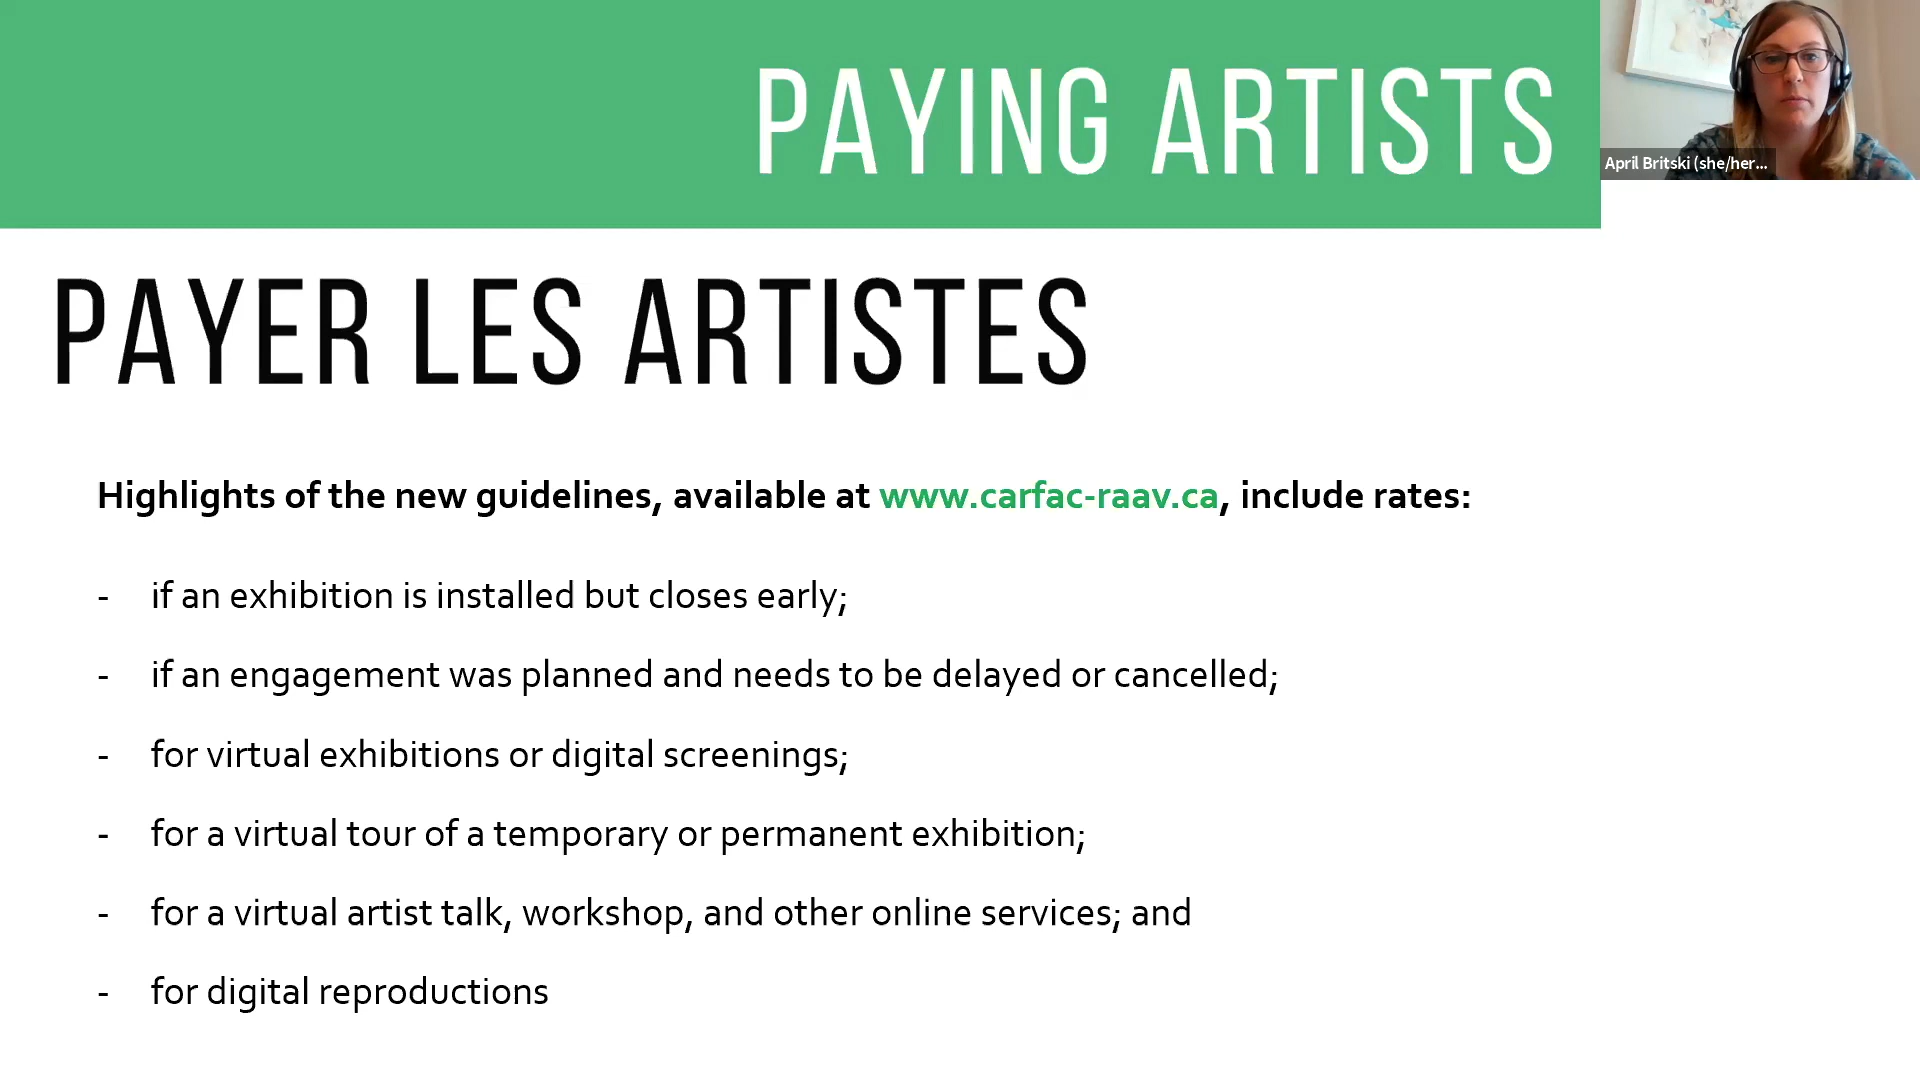 PAYING ARTISTS
April Britski (she/her...
PAYER LES ARTISTES
Highlights of the new guidelines, available at www.carfac-raav.ca, include rates:
- if an exhibition is installed but closes early;
- if an engagement was planned and needs to be delayed or cancelled;
- for virtual exhibitions or digital screenings;
- for a virtual tour of a temporary or permanent exhibition;
- for a virtual artist talk, workshop, and other online services; and
- for digital reproductions